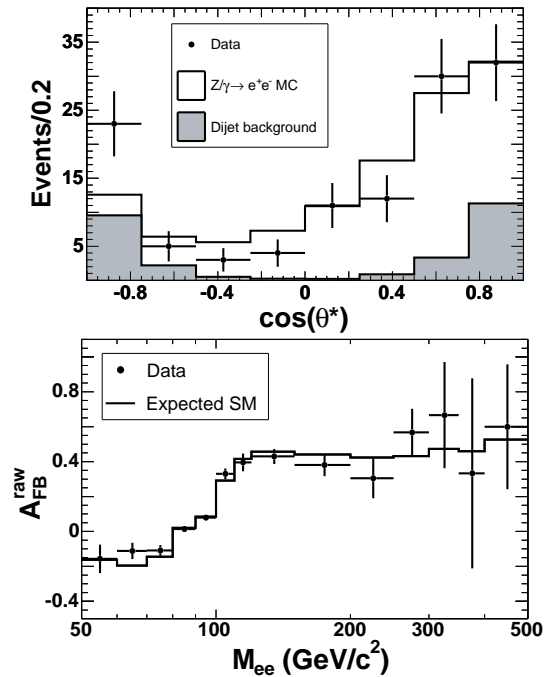 35
25
15
5
Events/0.2
Data
Z/γ→ e⁺e⁻ MC
Dijet background
-0.8 -0.4 0 0.4 0.8
cos(θ*)
0.8
0.4
0
-0.4
A_FB^raw
Data
Expected SM
50 100 200 300 500
M_ee (GeV/c²)